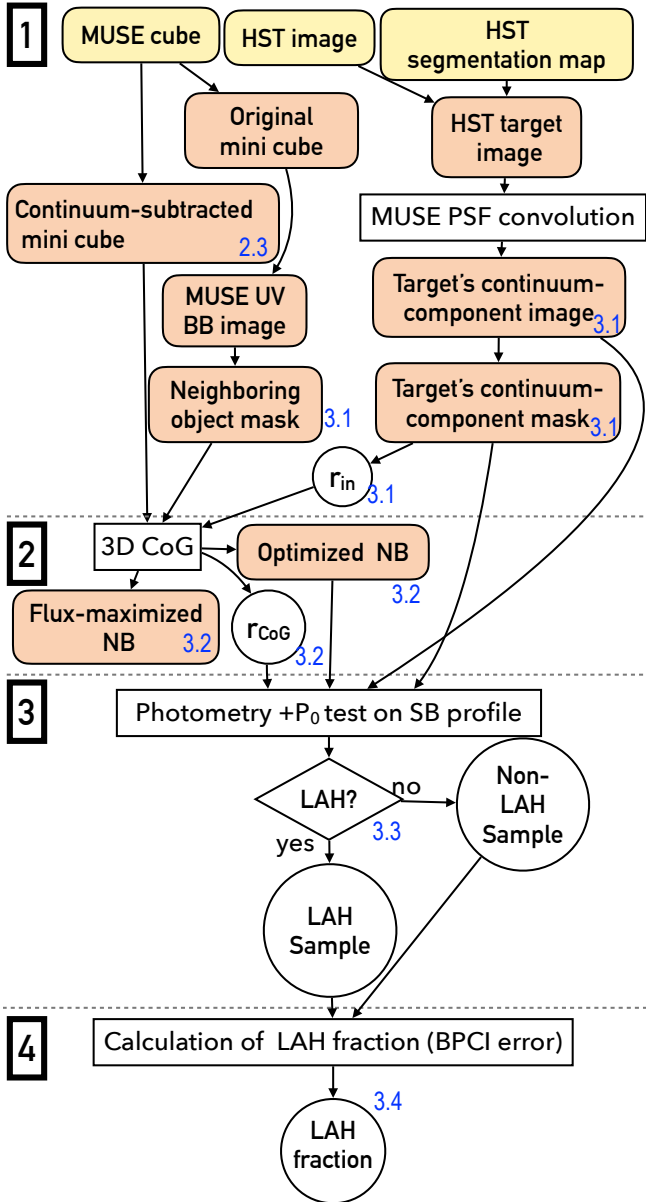 1
MUSE cube
HST image
HST
segmentation map
Original
mini cube
HST target
image
Continuum-subtracted
mini cube
2.3
MUSE PSF convolution
MUSE UV
BB image
Target's continuum-
component image
3.1
Neighboring
object mask
3.1
Target's continuum-
component mask
3.1
rin
3.1
2
3D CoG
Optimized NB
3.2
Flux-maximized
NB
3.2
rCoG
3.2
3
Photometry +P0 test on SB profile
LAH?
no
3.3
yes
Non-
LAH
Sample
LAH
Sample
4
Calculation of LAH fraction (BPCI error)
3.4
LAH
fraction